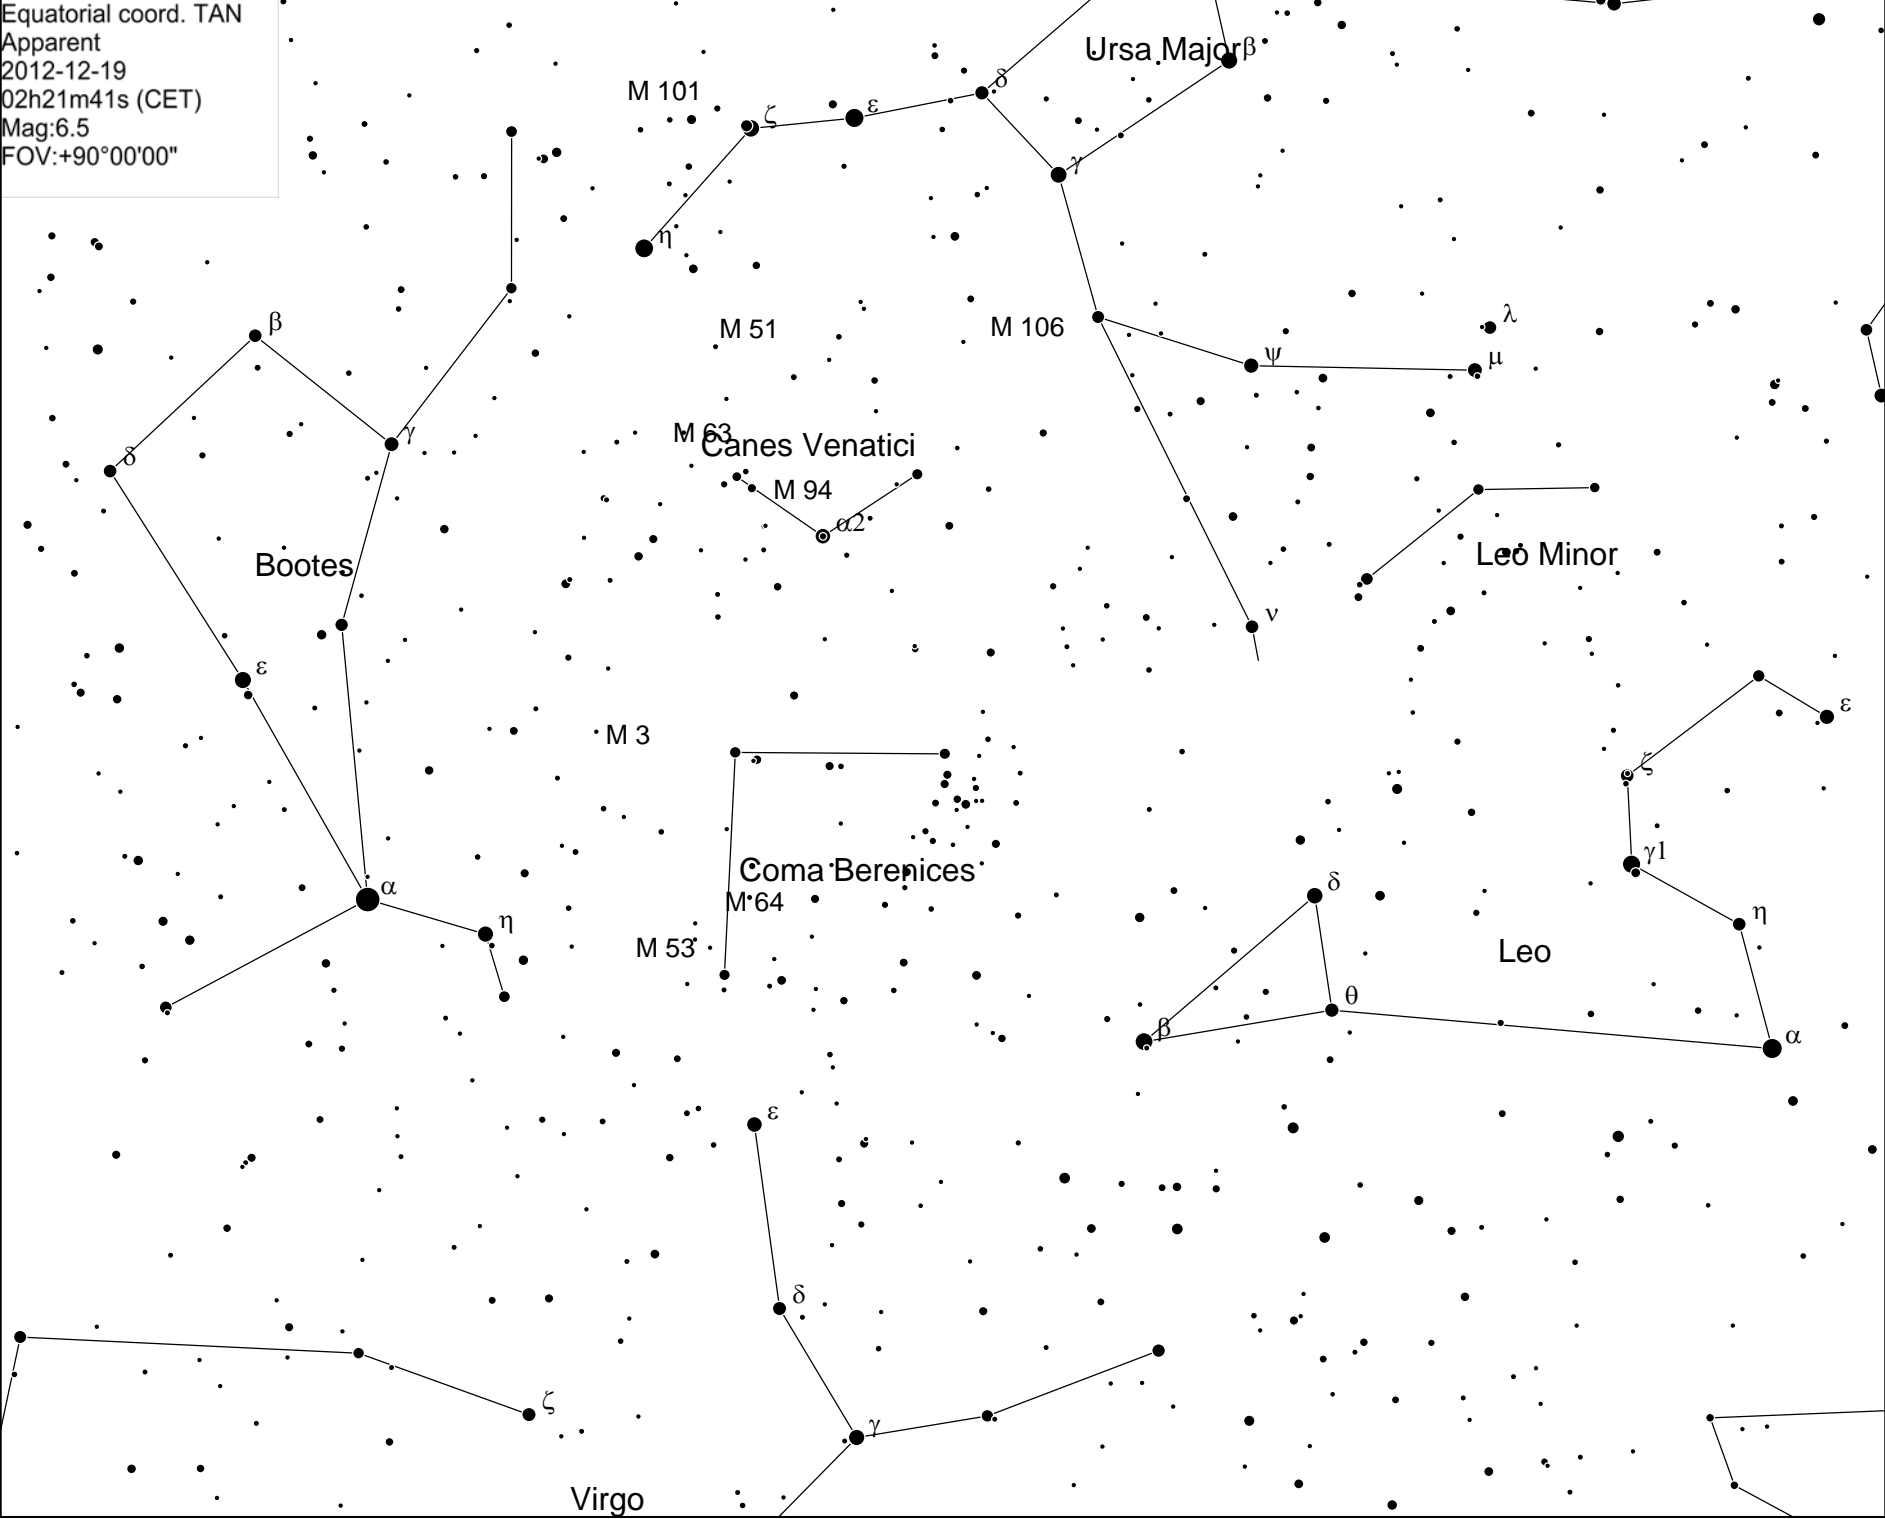 Equatorial coord. TAN
Apparent
2012-12-19
02h21m41s (CET)
Mag:6.5
FOV:+90°00'00"
Ursa Major β
δ
M 101
ζ
ε
γ
η
λ
β
M 51
M 106
ψ
μ
M 63
γ
Canes Venatici
δ
M 94
α2
Leo Minor
Bootes
ν
ε
ε
M 3
ζ
γ1
Coma Berenices
δ
α
M 64
η
η
M 53
Leo
θ
β
α
ε
δ
ζ
γ
Virgo